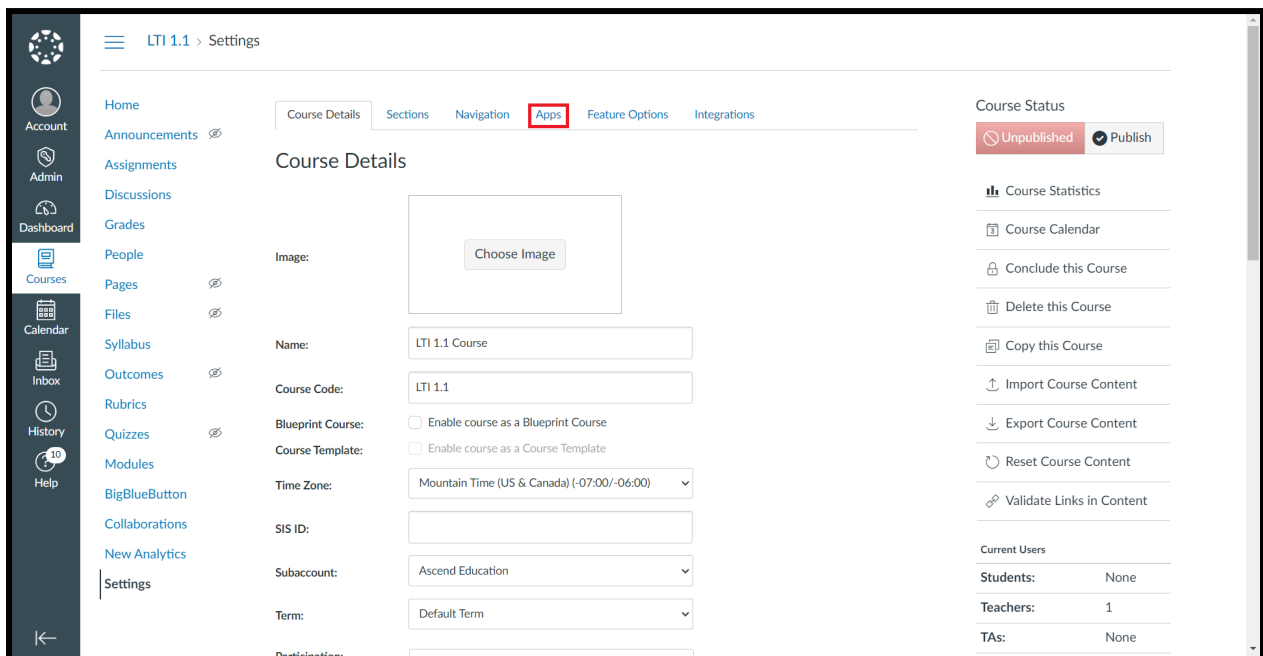 LTI 1.1 > Settings
Account
Admin
Dashboard
Courses
Calendar
Inbox
History
10
Help
Home
Announcements
Assignments
Discussions
Grades
People
Pages
Files
Syllabus
Outcomes
Rubrics
Quizzes
Modules
BigBlueButton
Collaborations
New Analytics
Settings
Course Details Sections Navigation Apps Feature Options Integrations
Course Details
Image: Choose Image
Name: LTI 1.1 Course
Course Code: LTI 1.1
Blueprint Course: Enable course as a Blueprint Course
Course Template: Enable course as a Course Template
Time Zone: Mountain Time (US & Canada) (-07:00/-06:00)
SIS ID:
Subaccount: Ascend Education
Term: Default Term
Participation:
Course Status
Unpublished Publish
Course Statistics
Course Calendar
Conclude this Course
Delete this Course
Copy this Course
Import Course Content
Export Course Content
Reset Course Content
Validate Links in Content
Current Users
Students: None
Teachers: 1
TAs: None